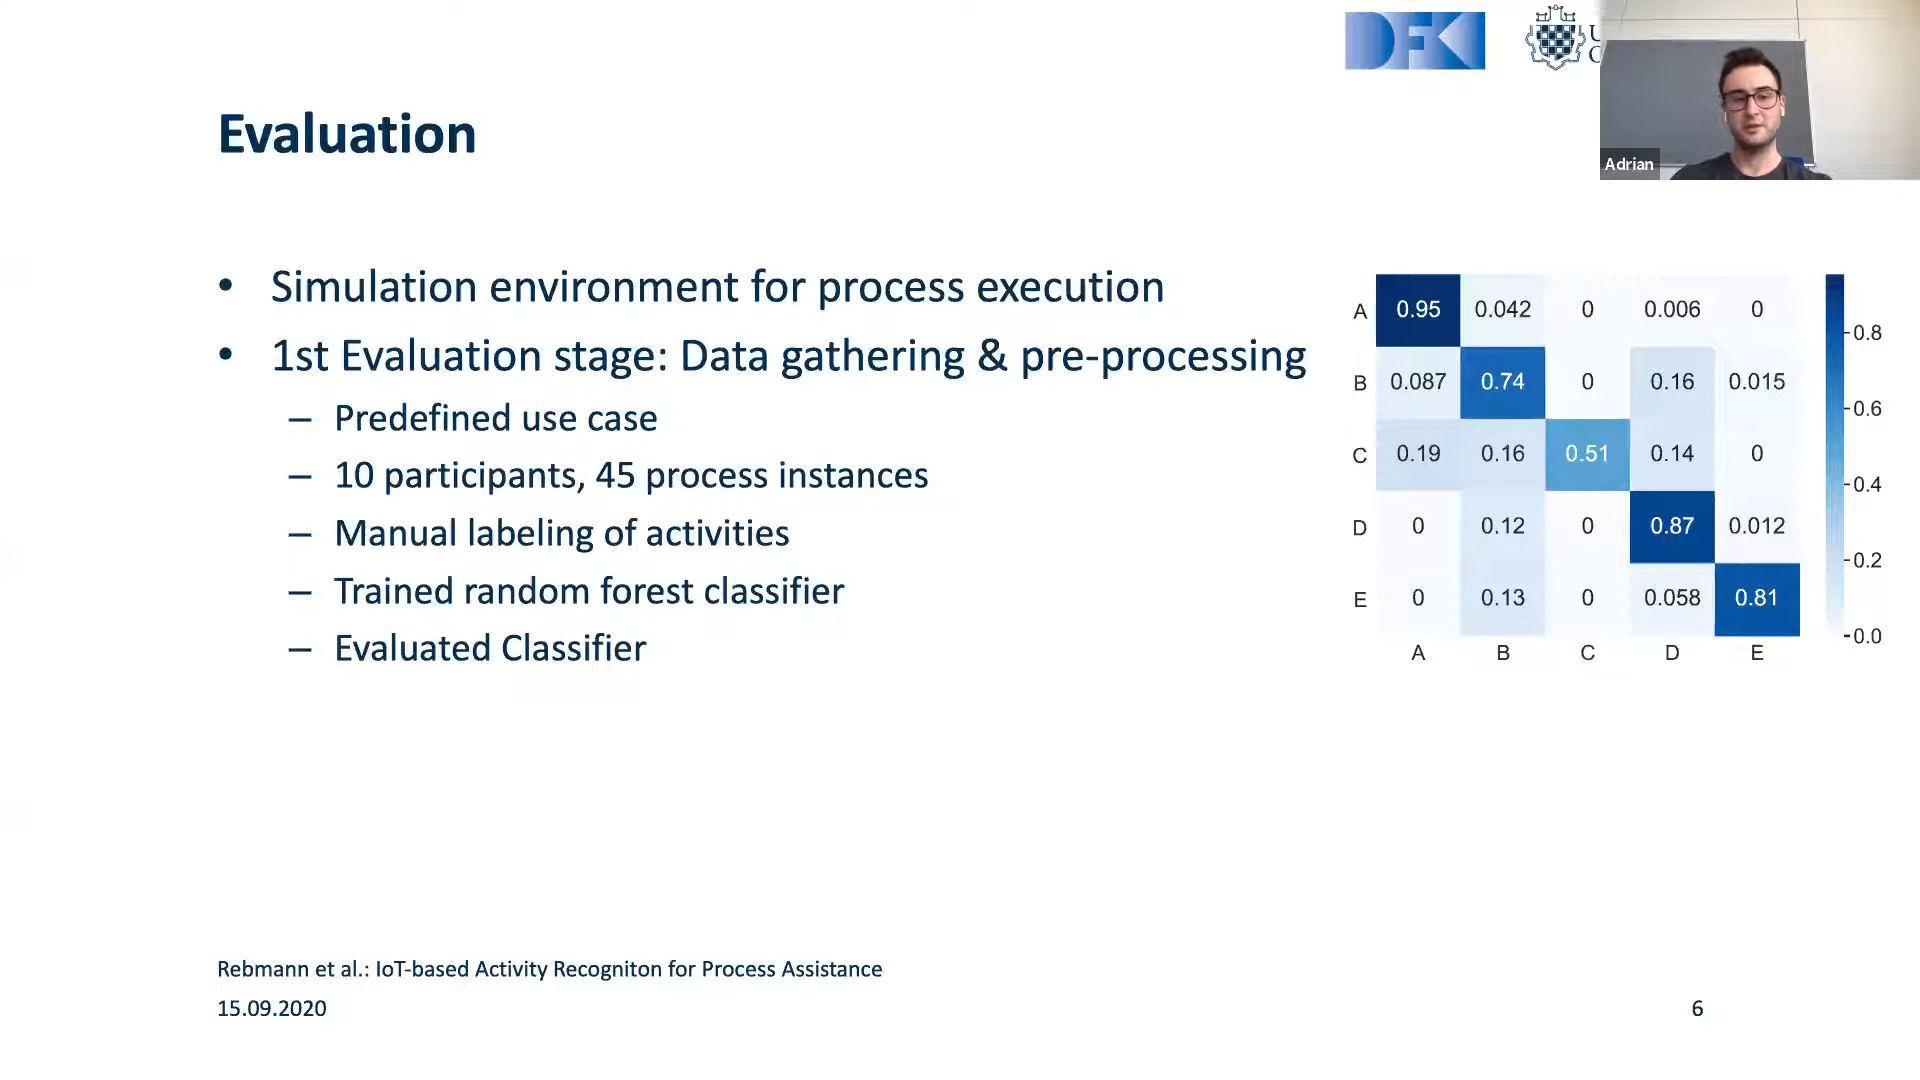 DFK
U
Adrian
Evaluation
• Simulation environment for process execution
• 1st Evaluation stage: Data gathering & pre-processing
– Predefined use case
– 10 participants, 45 process instances
– Manual labeling of activities
– Trained random forest classifier
– Evaluated Classifier
A 0.95 0.042 0 0.006 0
B 0.087 0.74 0 0.16 0.015
C 0.19 0.16 0.51 0.14 0
D 0 0.12 0 0.87 0.012
E 0 0.13 0 0.058 0.81
A B C D E
0.8
0.6
0.4
0.2
0.0
Rebmann et al.: IoT-based Activity Recogniton for Process Assistance
15.09.2020
6